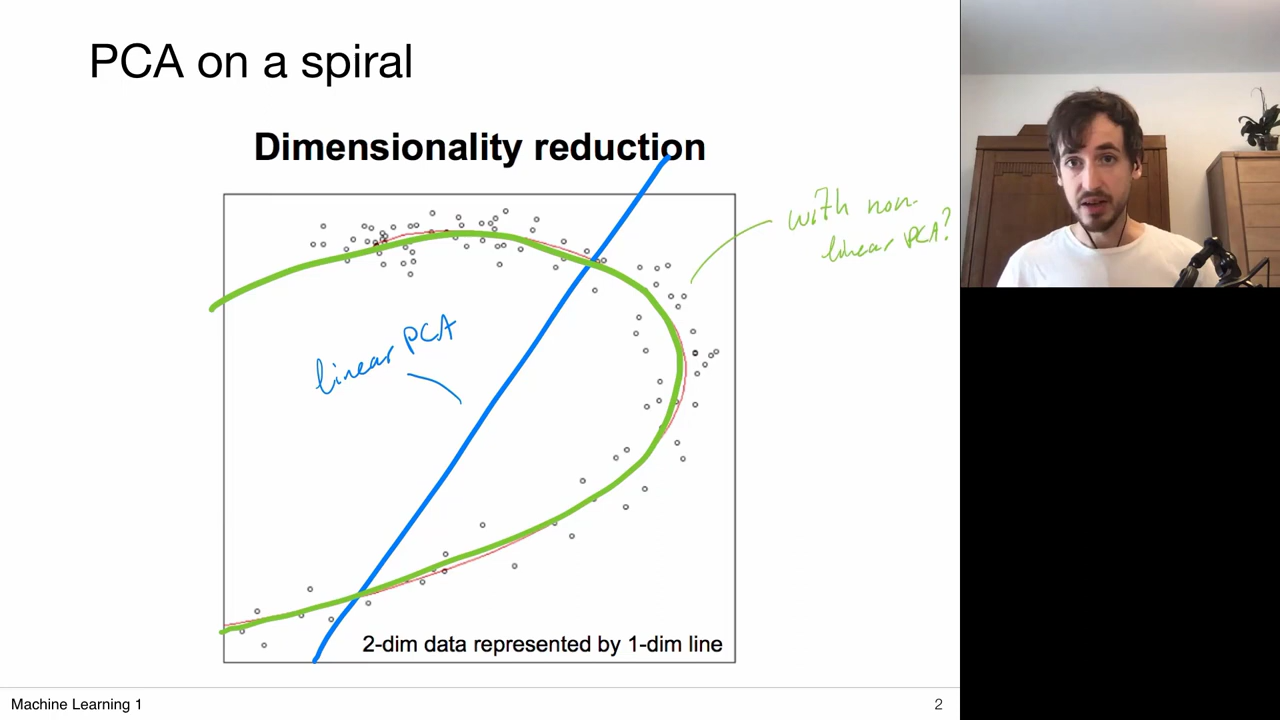 PCA on a spiral
Dimensionality reduction
with non-
linear PCA?
linear PCA
2-dim data represented by 1-dim line
Machine Learning 1
2